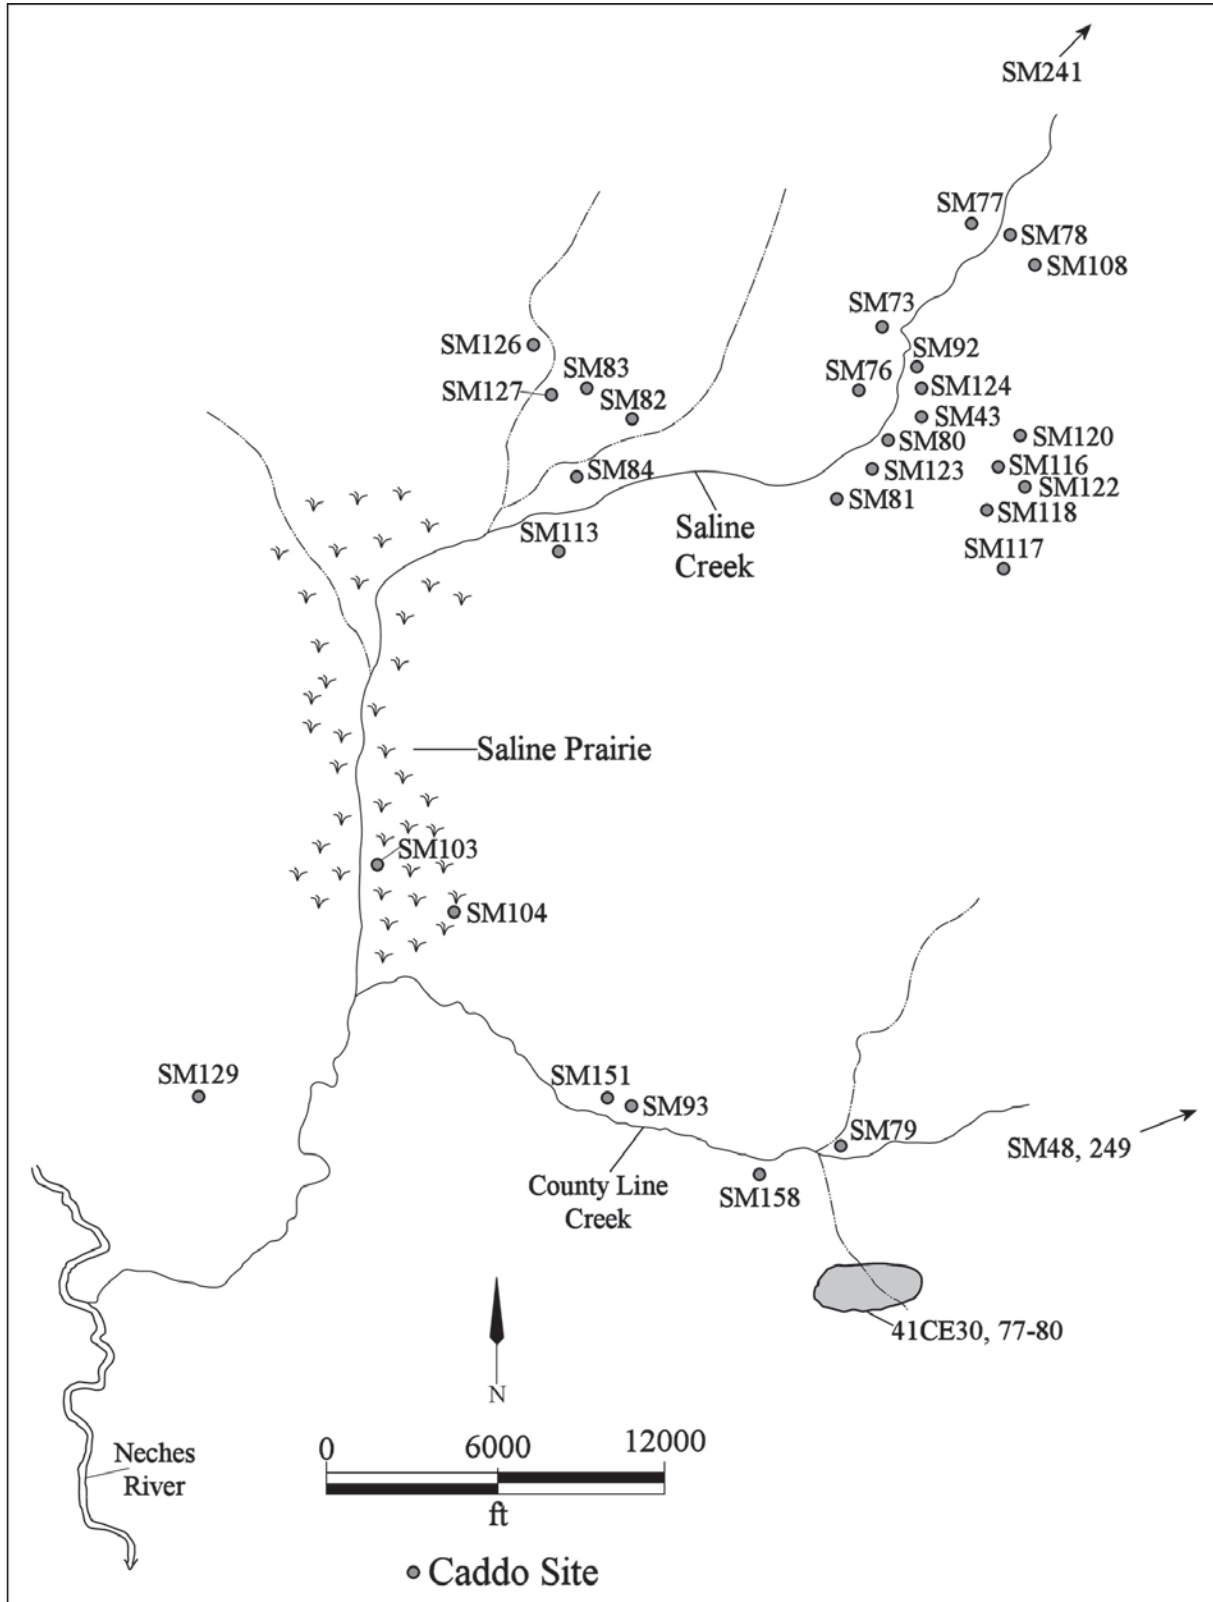 SM241
SM77
SM78
SM108
SM73
SM126
SM92
SM83
SM76
SM127
SM124
SM82
SM43
SM80
SM120
SM84
SM123
SM116
SM122
SM81
SM118
SM113
Saline
Creek
SM117
Saline Prairie
SM103
SM104
SM129
SM151
SM93
SM79
SM48, 249
County Line
Creek
SM158
41CE30, 77-80
N
0 6000 12000
ft
Neches
River
Caddo Site